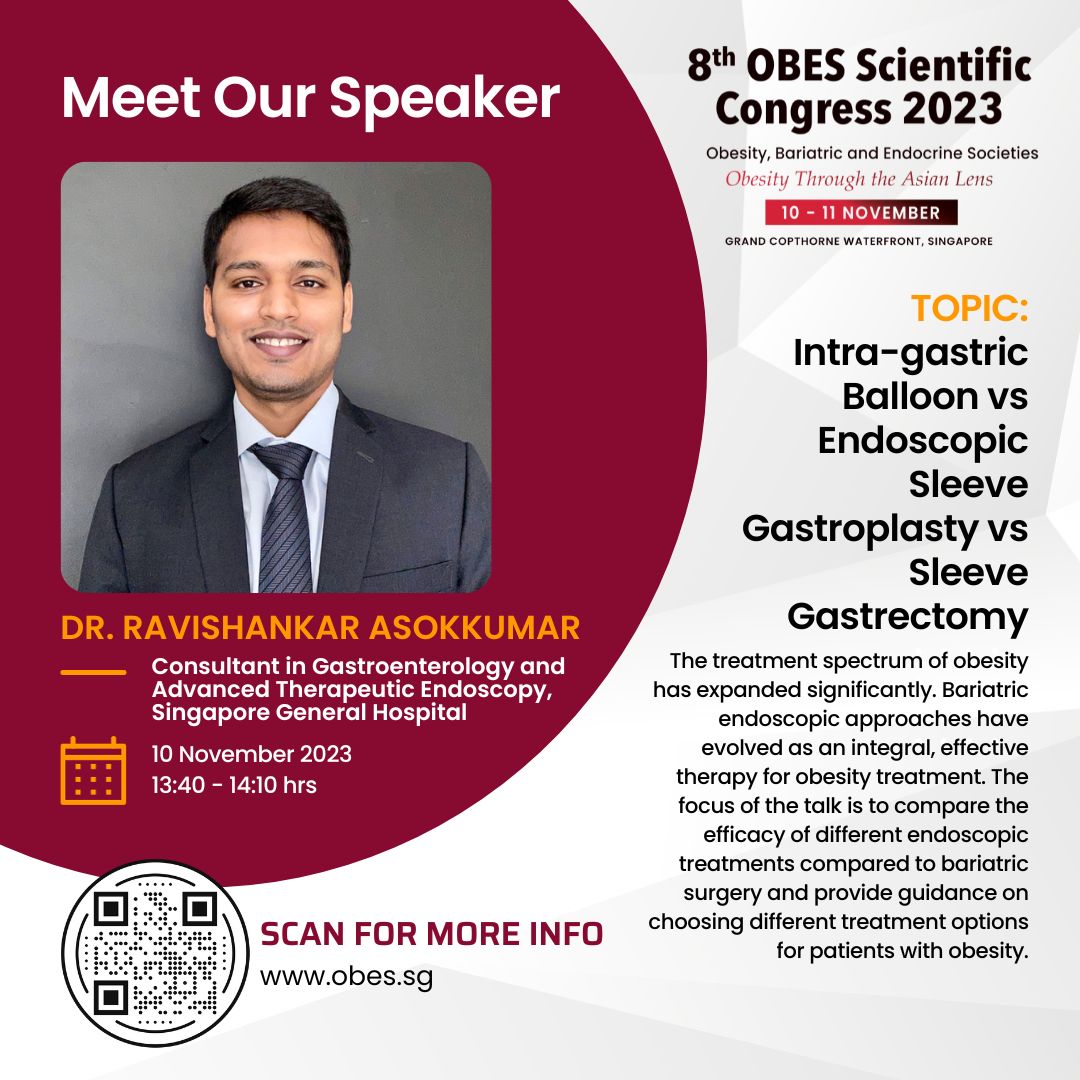 Meet Our Speaker
DR. RAVISHANKAR ASOKKUMAR
Consultant in Gastroenterology and
Advanced Therapeutic Endoscopy,
Singapore General Hospital
10 November 2023
13:40 - 14:10 hrs
SCAN FOR MORE INFO
www.obes.sg
8th OBES Scientific
Congress 2023
Obesity, Bariatric and Endocrine Societies
Obesity Through the Asian Lens
10 - 11 NOVEMBER
GRAND COPTHORNE WATERFRONT, SINGAPORE
TOPIC:
Intra-gastric
Balloon vs
Endoscopic
Sleeve
Gastroplasty vs
Sleeve
Gastrectomy
The treatment spectrum of obesity
has expanded significantly. Bariatric
endoscopic approaches have
evolved as an integral, effective
therapy for obesity treatment. The
focus of the talk is to compare the
efficacy of different endoscopic
treatments compared to bariatric
surgery and provide guidance on
choosing different treatment options
for patients with obesity.